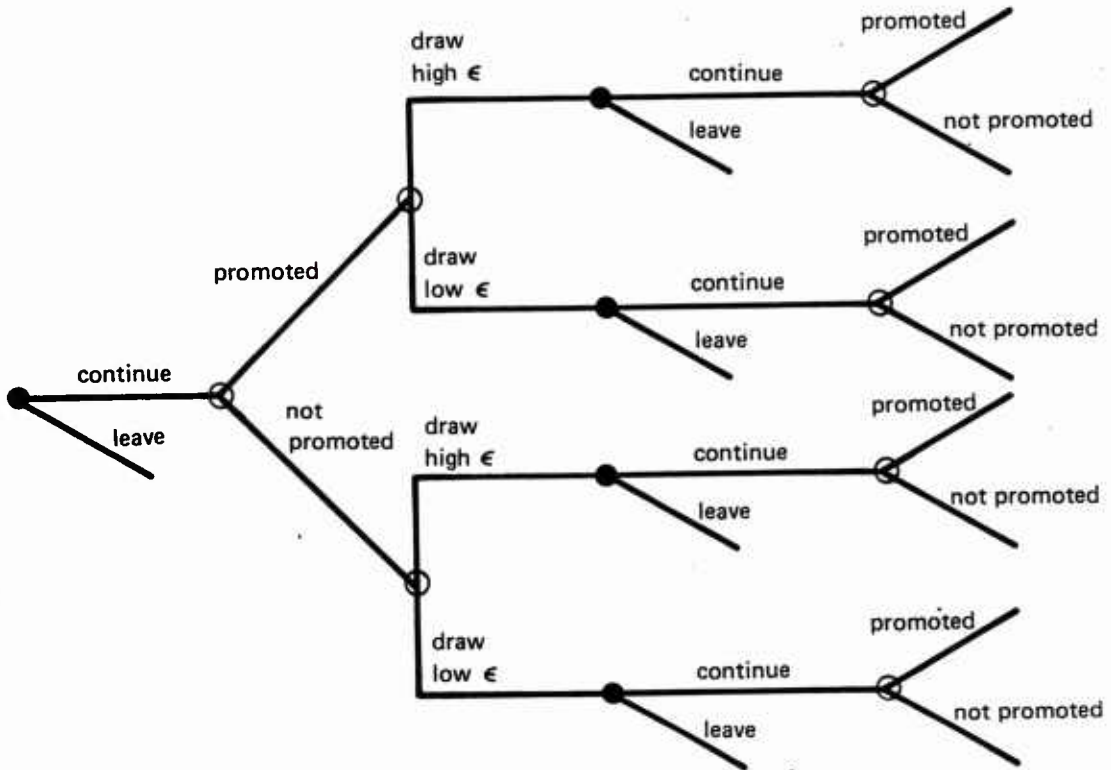 promoted
draw
high ϵ
continue
leave
not promoted
promoted
draw
low ϵ
continue
leave
not promoted
promoted
continue
leave
not
promoted
draw
high ϵ
continue
leave
promoted
not promoted
draw
low ϵ
continue
leave
promoted
not promoted